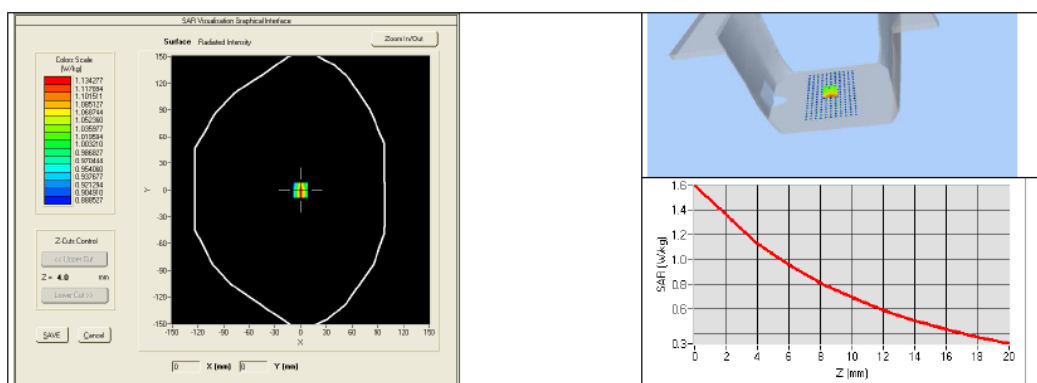 SAR Visualisation Graphical Interface
Surface Radiated Intensity
Zoom In/Out
Colors Scale
(W/kg)
1.134277
1.117894
1.101511
1.085127
1.068744
1.052360
1.035977
1.019594
1.003210
0.986827
0.970444
0.954060
0.937677
0.921294
0.904910
0.888527
Z-Cuts Control
<< Upper Cut
Z = 4.0 mm
Lower Cut >>
SAVE Cancel
150
120
90
60
30
0
-30
-60
-90
-120
-150
Y
-150 -120 -90 -60 -30 0 30 60 90 120 150
X
0 X (mm) 0 Y (mm)
1.6
1.4
1.2
1.0
0.8
0.6
0.3
SAR (W/kg)
0 2 4 6 8 10 12 14 16 18 20
Z (mm)